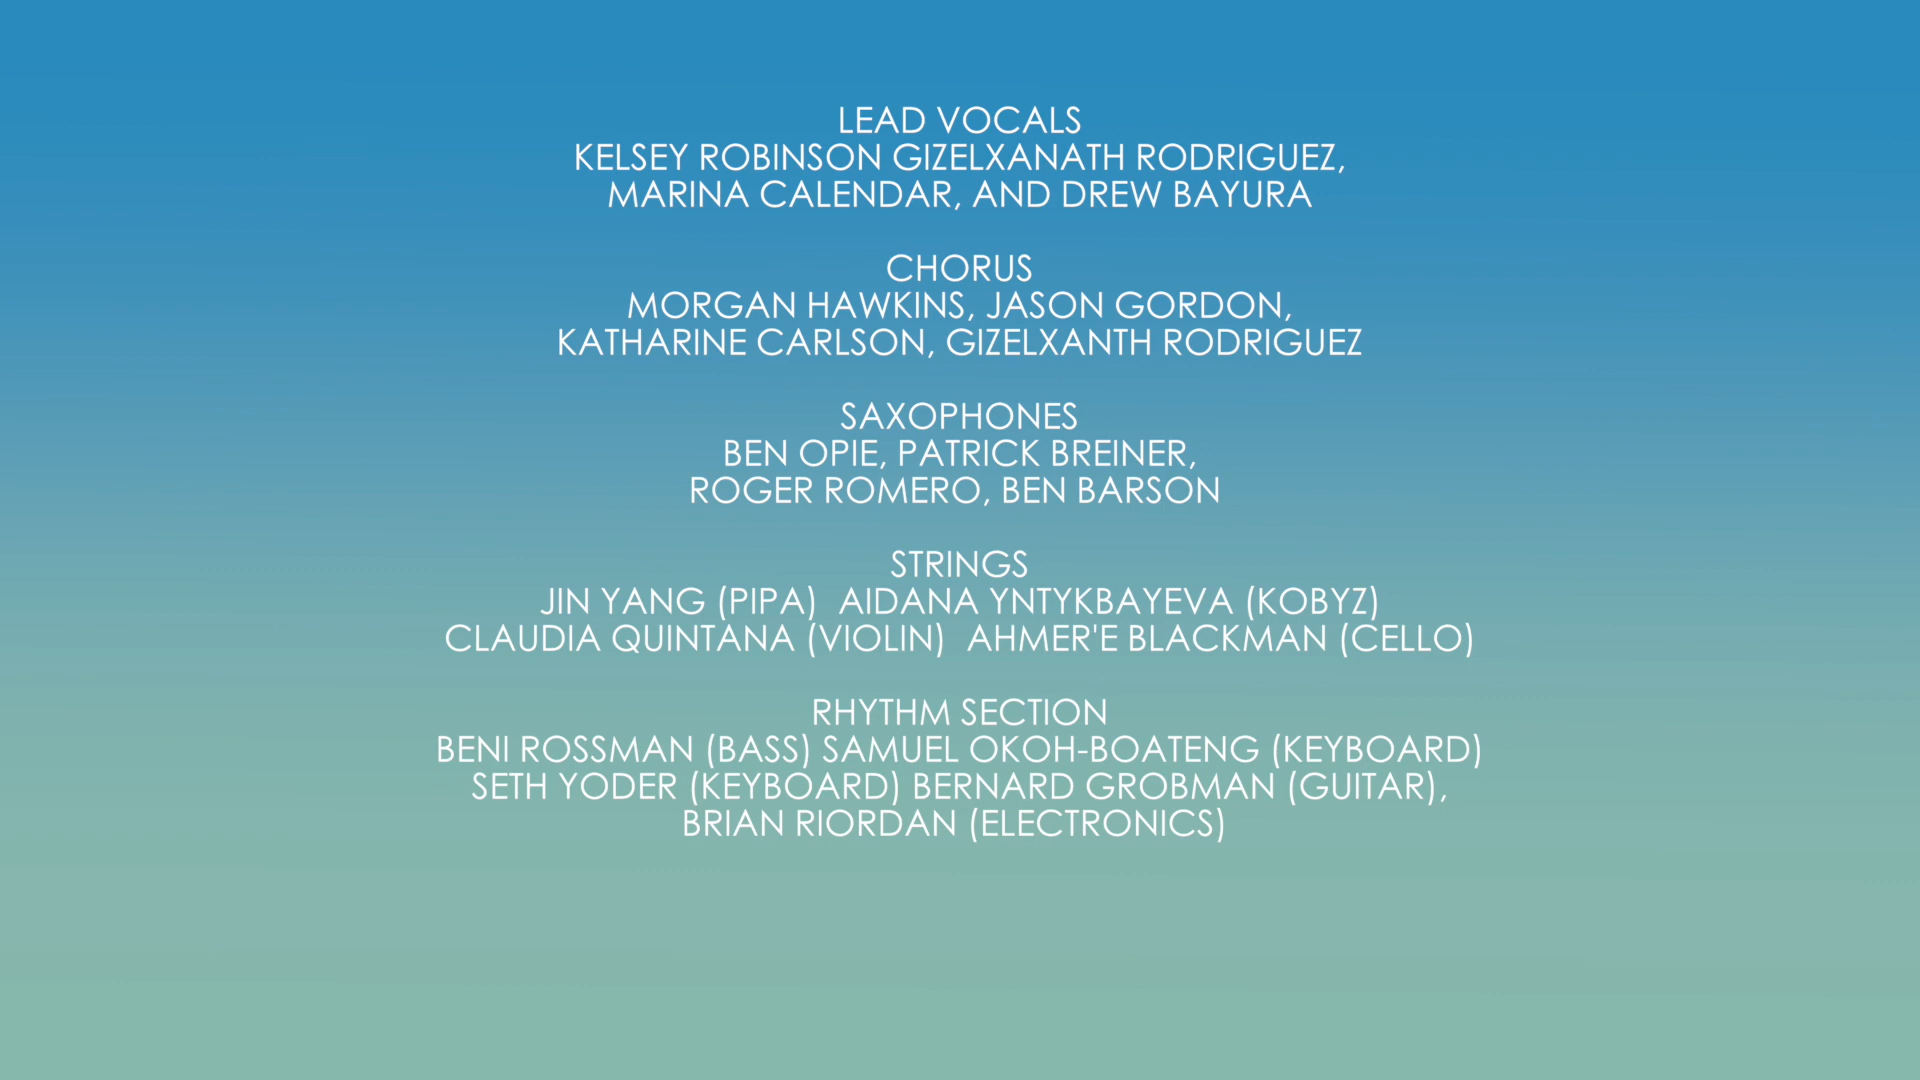 LEAD VOCALS
KELSEY ROBINSON GIZELXANATH RODRIGUEZ,
MARINA CALENDAR, AND DREW BAYURA
CHORUS
MORGAN HAWKINS, JASON GORDON,
KATHARINE CARLSON, GIZELXANTH RODRIGUEZ
SAXOPHONES
BEN OPIE, PATRICK BREINER,
ROGER ROMERO, BEN BARSON
STRINGS
JIN YANG (PIPA)  AIDANA YNTYKBAYEVA (KOBYZ)
CLAUDIA QUINTANA (VIOLIN)  AHMER'E BLACKMAN (CELLO)
RHYTHM SECTION
BENI ROSSMAN (BASS) SAMUEL OKOH-BOATENG (KEYBOARD)
SETH YODER (KEYBOARD) BERNARD GROBMAN (GUITAR),
BRIAN RIORDAN (ELECTRONICS)